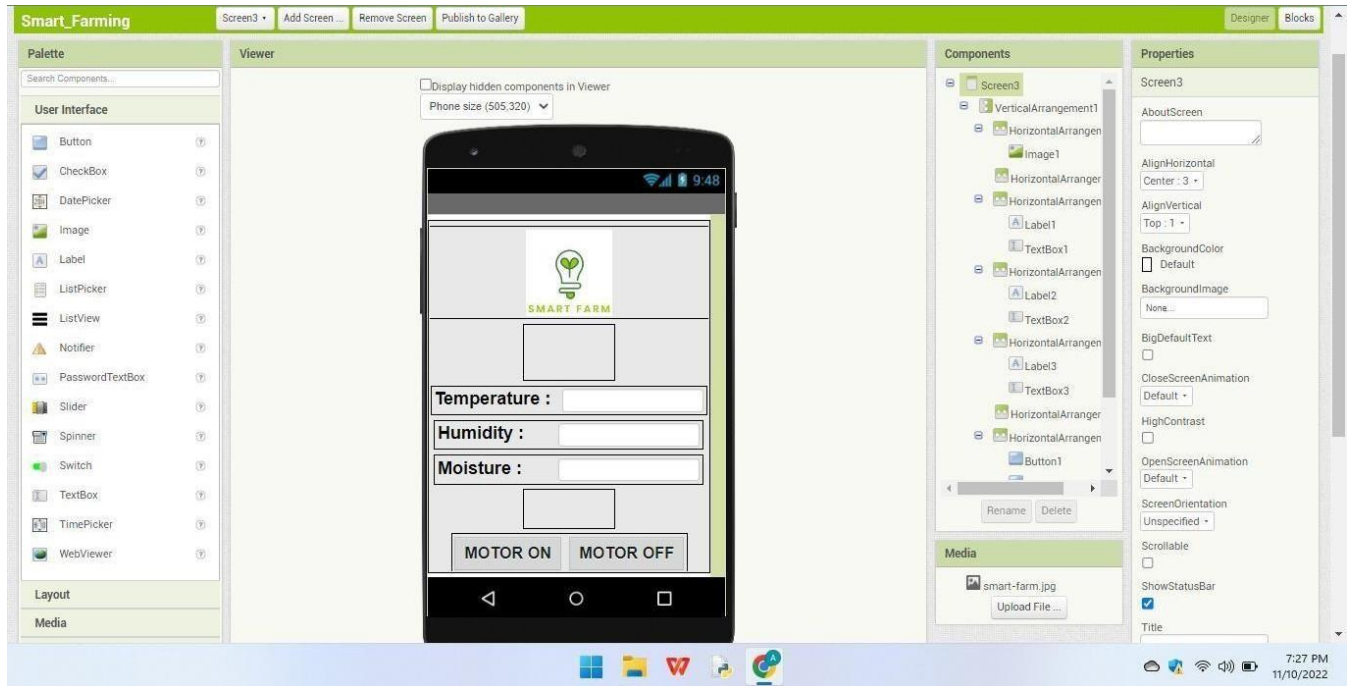 Smart_Farming
Screen3
Add Screen ...
Remove Screen
Publish to Gallery
Designer
Blocks
Palette
Search Components...
User Interface
Button
CheckBox
DatePicker
Image
Label
ListPicker
ListView
Notifier
PasswordTextBox
Slider
Spinner
Switch
TextBox
TimePicker
WebViewer
Layout
Media
Viewer
Display hidden components in Viewer
Phone size (505,320)
9:48
SMART FARM
Temperature :
Humidity :
Moisture :
MOTOR ON
MOTOR OFF
Components
Screen3
VerticalArrangement1
HorizontalArrangen
Image1
HorizontalArranger
HorizontalArrangen
Label1
TextBox1
HorizontalArrangen
Label2
TextBox2
HorizontalArrangen
Label3
TextBox3
HorizontalArranger
HorizontalArrangen
Button1
Rename
Delete
Media
smart-farm.jpg
Upload File ...
Properties
Screen3
AboutScreen
AlignHorizontal
Center : 3
AlignVertical
Top : 1
BackgroundColor
Default
BackgroundImage
None...
BigDefaultText
CloseScreenAnimation
Default
HighContrast
OpenScreenAnimation
Default
ScreenOrientation
Unspecified
Scrollable
ShowStatusBar
Title
7:27 PM
11/10/2022